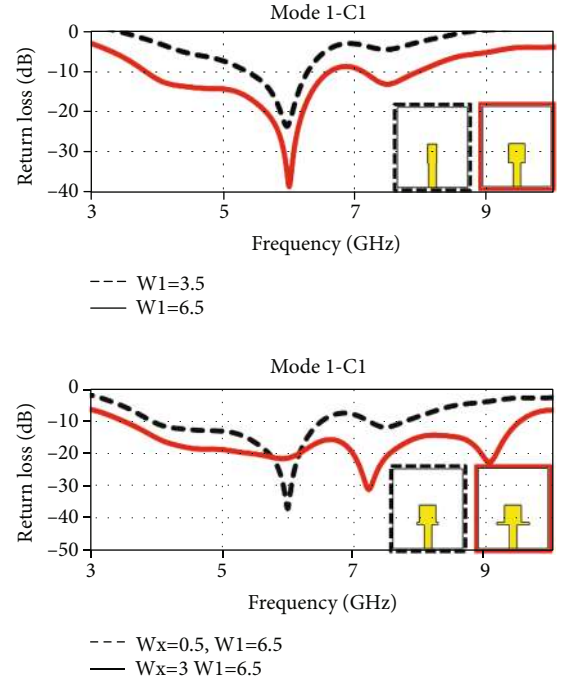 Mode 1-C1
0
−10
−20
−30
−40
Return loss (dB)
3 5 7 9
Frequency (GHz)
W1=3.5
W1=6.5
Mode 1-C1
0
−10
−20
−30
−40
−50
Return loss (dB)
3 5 7 9
Frequency (GHz)
Wx=0.5, W1=6.5
Wx=3 W1=6.5